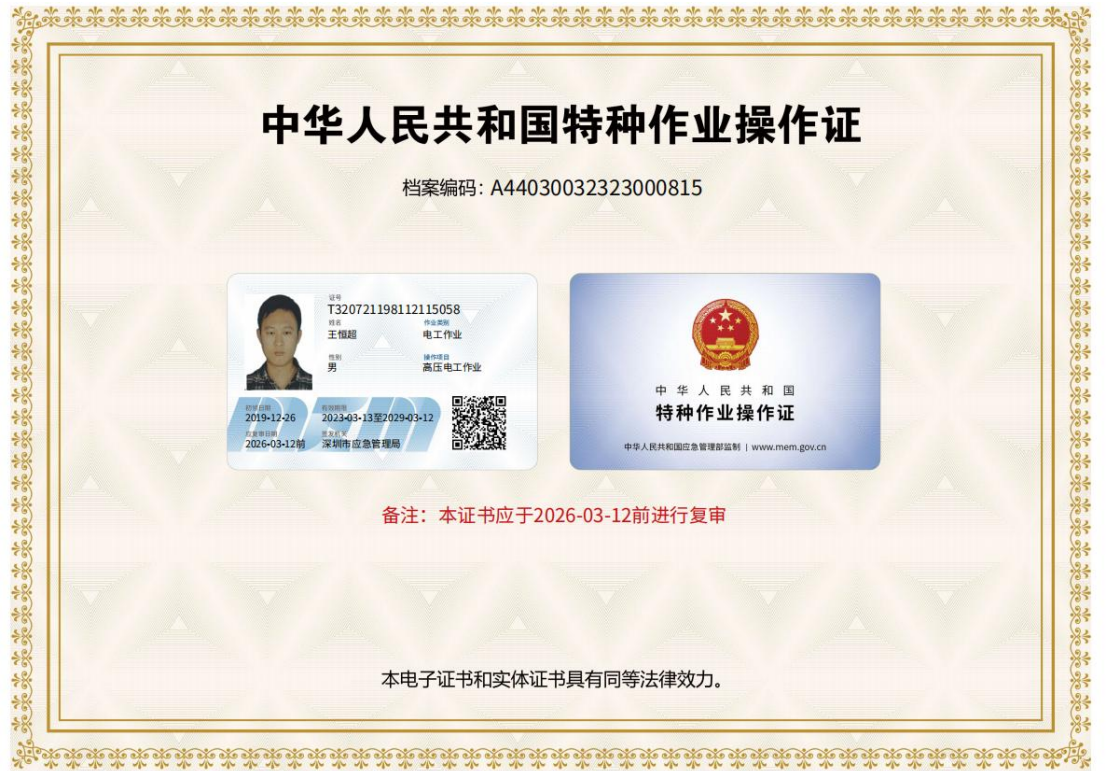 中华人民共和国特种作业操作证
档案编码：A44030032323000815
证号
T320721198112115058
姓名 作业类别
王恒超 电工作业
性别 操作项目
男 高压电工作业
初领日期 有效期限
2019-12-26 2023-03-13至2029-03-12
应复审日期 签发机关
2026-03-12前 深圳市应急管理局
中华人民共和国
特种作业操作证
中华人民共和国应急管理部监制 | www.mem.gov.cn
备注：本证书应于2026-03-12前进行复审
本电子证书和实体证书具有同等法律效力。